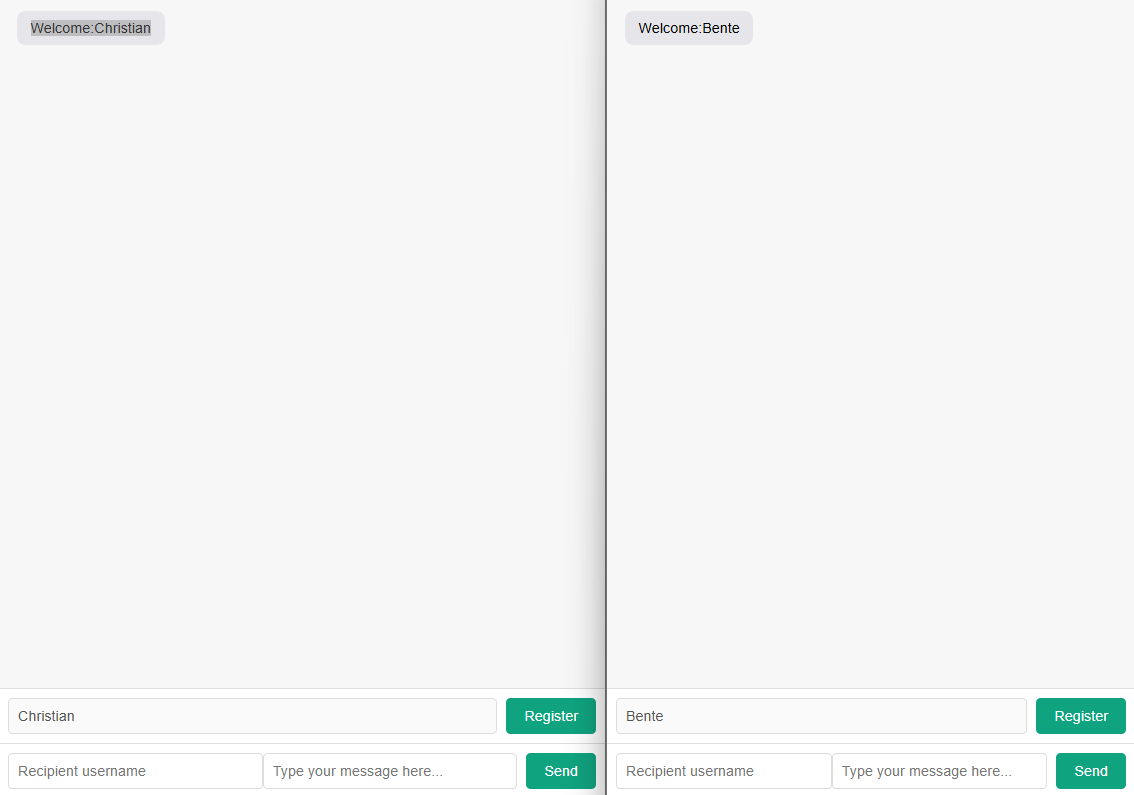 Welcome:Christian
Christian
Register
Recipient username
Type your message here...
Send
Welcome:Bente
Bente
Register
Recipient username
Type your message here...
Send